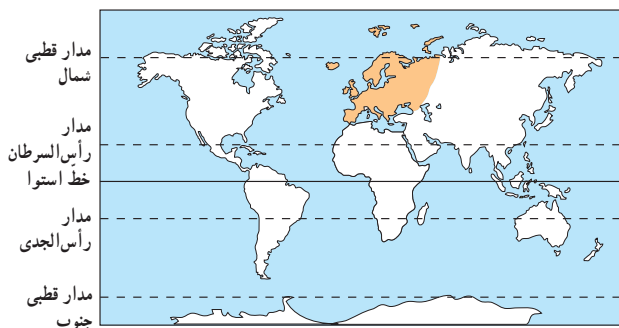 مدار قطبی
شمال
مدار
رأس السرطان
خطّ استوا
مدار
رأس الجدی
مدار قطبی
جنوب